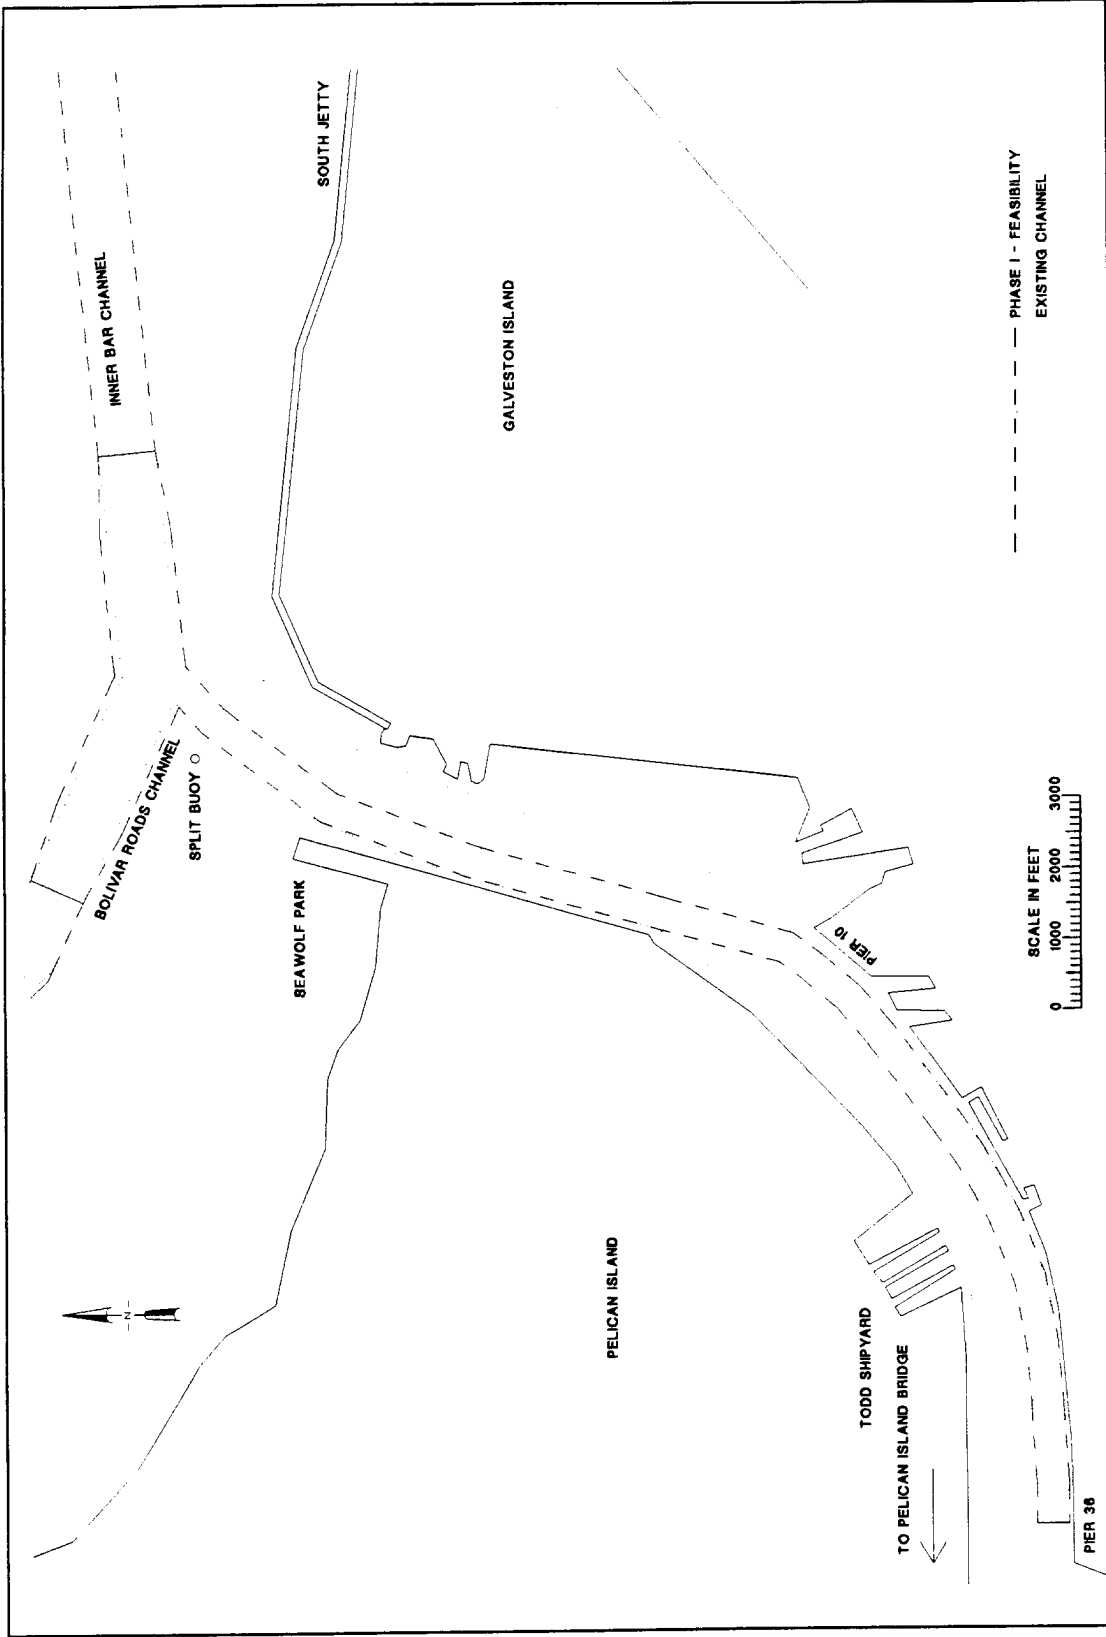 INNER BAR CHANNEL
SOUTH JETTY
BOLIVAR ROADS CHANNEL
SPLIT BUOY
SEAWOLF PARK
GALVESTON ISLAND
N
PELICAN ISLAND
PIER 10
TODD SHIPYARD
TO PELICAN ISLAND BRIDGE
PIER 36
SCALE IN FEET
0 1000 2000 3000
PHASE I - FEASIBILITY
EXISTING CHANNEL